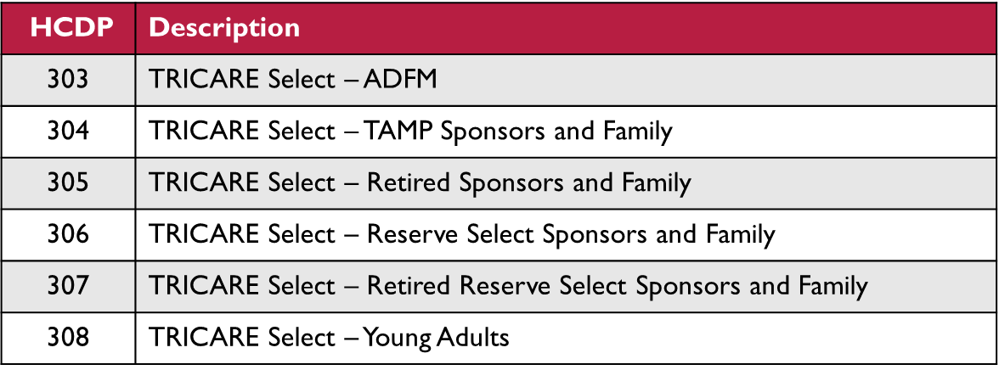 HCDP Description
303 TRICARE Select – ADFM
304 TRICARE Select – TAMP Sponsors and Family
305 TRICARE Select – Retired Sponsors and Family
306 TRICARE Select – Reserve Select Sponsors and Family
307 TRICARE Select – Retired Reserve Select Sponsors and Family
308 TRICARE Select – Young Adults